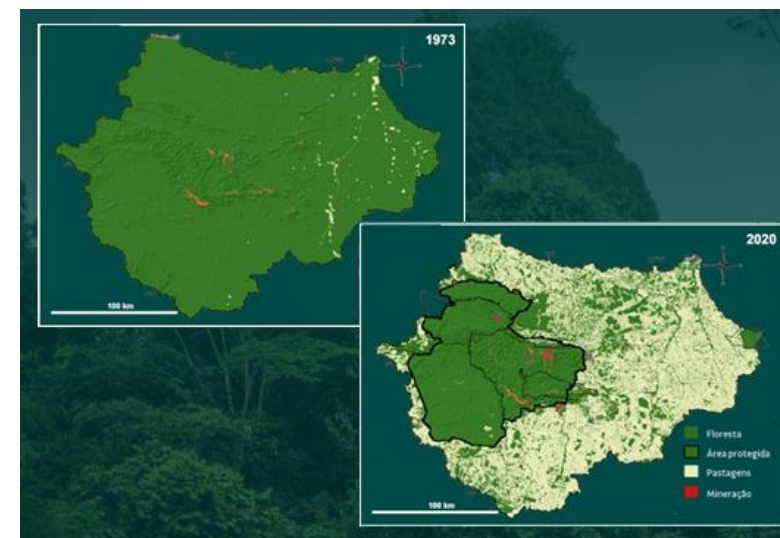 1973
100 km
2020
Floresta
Área protegida
Pastagens
Mineração
100 km